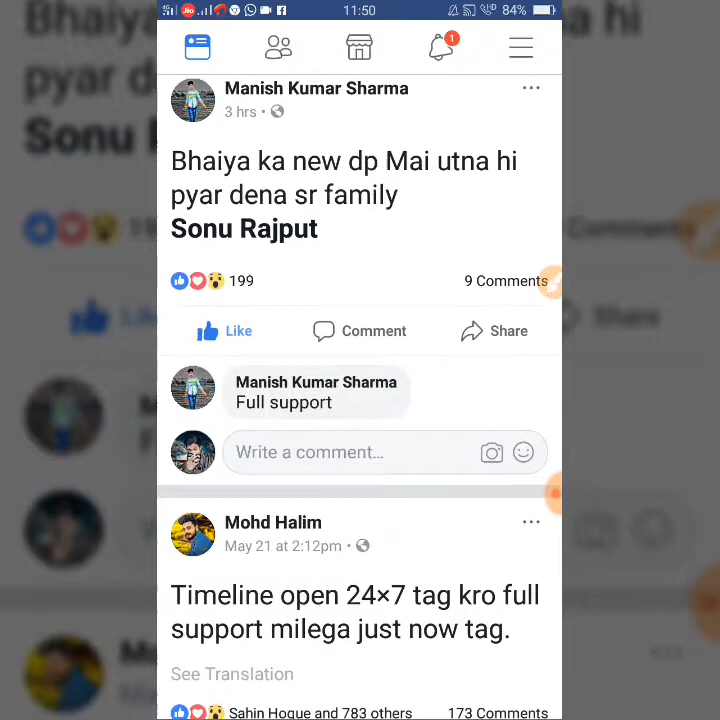 11:50
84%
1
Manish Kumar Sharma
3 hrs
Bhaiya ka new dp Mai utna hi
pyar dena sr family
Sonu Rajput
199 9 Comments
Like Comment Share
Manish Kumar Sharma
Full support
Write a comment...
Mohd Halim
May 21 at 2:12pm
Timeline open 24×7 tag kro full
support milega just now tag.
See Translation
Sahin Hoque and 783 others 173 Comments